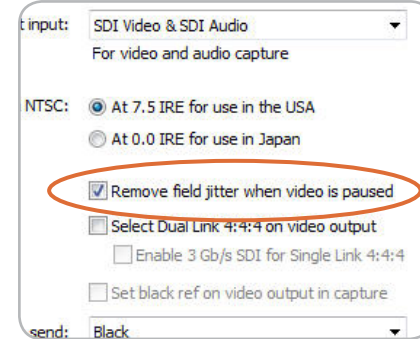 t input: SDI Video & SDI Audio
For video and audio capture
NTSC: At 7.5 IRE for use in the USA
At 0.0 IRE for use in Japan
Remove field jitter when video is paused
Select Dual Link 4:4:4 on video output
Enable 3 Gb/s SDI for Single Link 4:4:4
Set black ref on video output in capture
send: Black